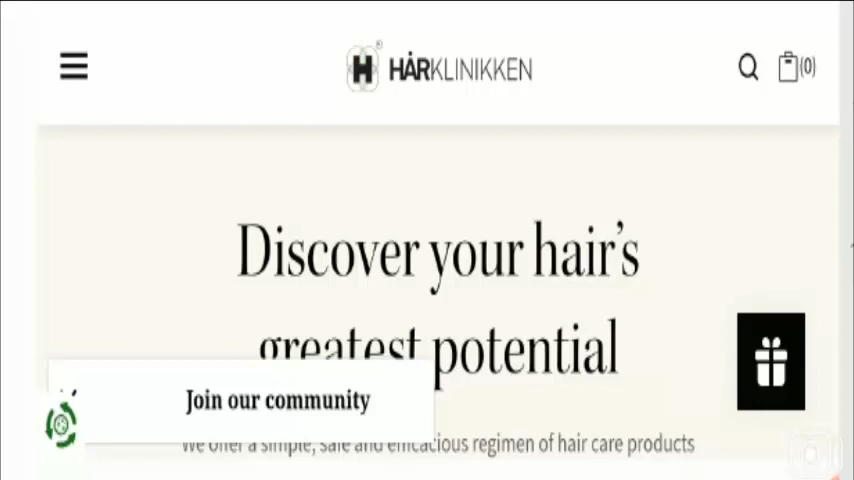 HÅRKLINIKKEN
(0)
Discover your hair's
greatest potential
Join our community
We offer a simple, safe and efficacious regimen of hair care products